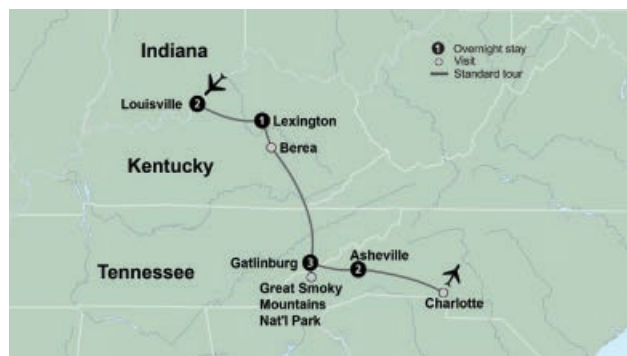 Indiana
1 Overnight stay
Visit
Standard tour
Louisville 2
1 Lexington
Berea
Kentucky
Tennessee
Gatlinburg 3
Asheville
2
Great Smoky
Mountains
Nat'l Park
Charlotte